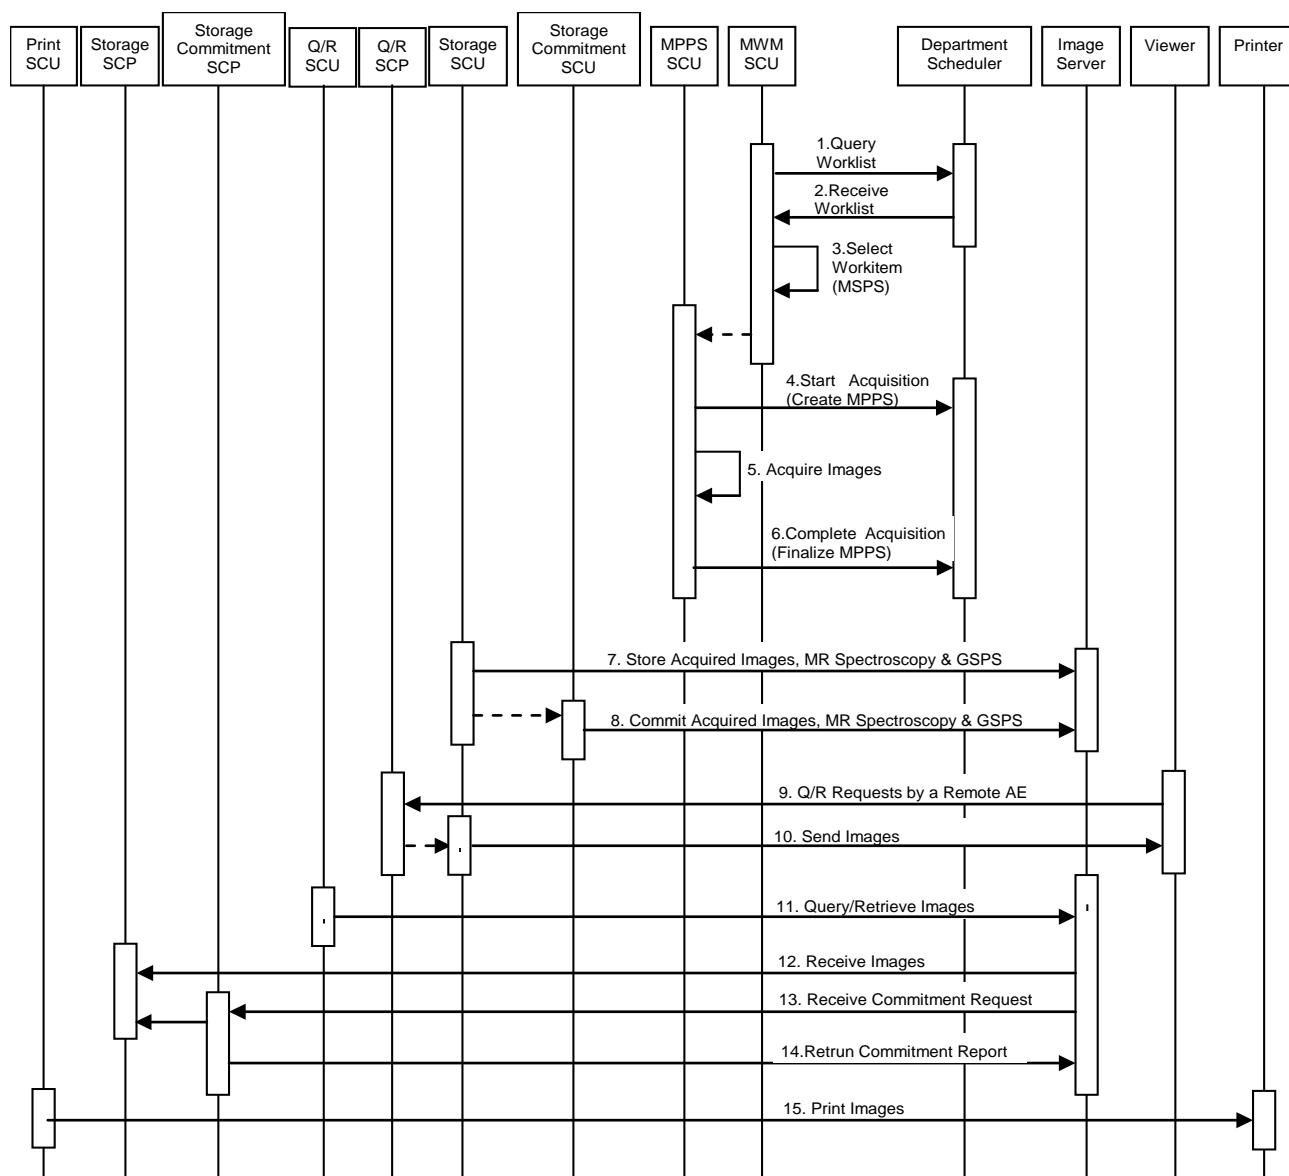 Print
SCU
Storage
SCP
Storage
Commitment
SCP
Q/R
SCU
Q/R
SCP
Storage
SCU
Storage
Commitment
SCU
MPPS
SCU
MWM
SCU
Department
Scheduler
Image
Server
Viewer
Printer
1.Query
Worklist
2.Receive
Worklist
3.Select
Workitem
(MSPS)
4.Start Acquisition
(Create MPPS)
5. Acquire Images
6.Complete Acquisition
(Finalize MPPS)
7. Store Acquired Images, MR Spectroscopy & GSPS
8. Commit Acquired Images, MR Spectroscopy & GSPS
9. Q/R Requests by a Remote AE
10. Send Images
11. Query/Retrieve Images
12. Receive Images
13. Receive Commitment Request
14.Retrun Commitment Report
15. Print Images